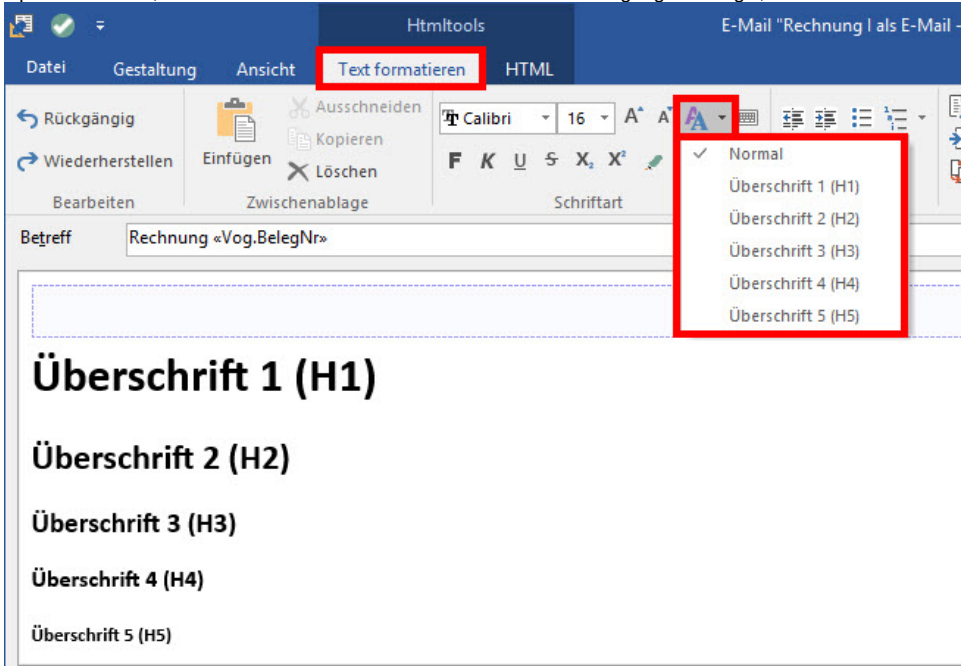 Htmltools
E-Mail "Rechnung I als E-Mail -
Datei Gestaltung Ansicht Text formatieren HTML
Rückgängig
Wiederherstellen
Bearbeiten
Einfügen
Ausschneiden
Kopieren
Löschen
Zwischenablage
Calibri 16
F K U S X₂ X²
Schriftart
Normal
Überschrift 1 (H1)
Überschrift 2 (H2)
Überschrift 3 (H3)
Überschrift 4 (H4)
Überschrift 5 (H5)
Betreff Rechnung «Vog.BelegNr»
Überschrift 1 (H1)
Überschrift 2 (H2)
Überschrift 3 (H3)
Überschrift 4 (H4)
Überschrift 5 (H5)